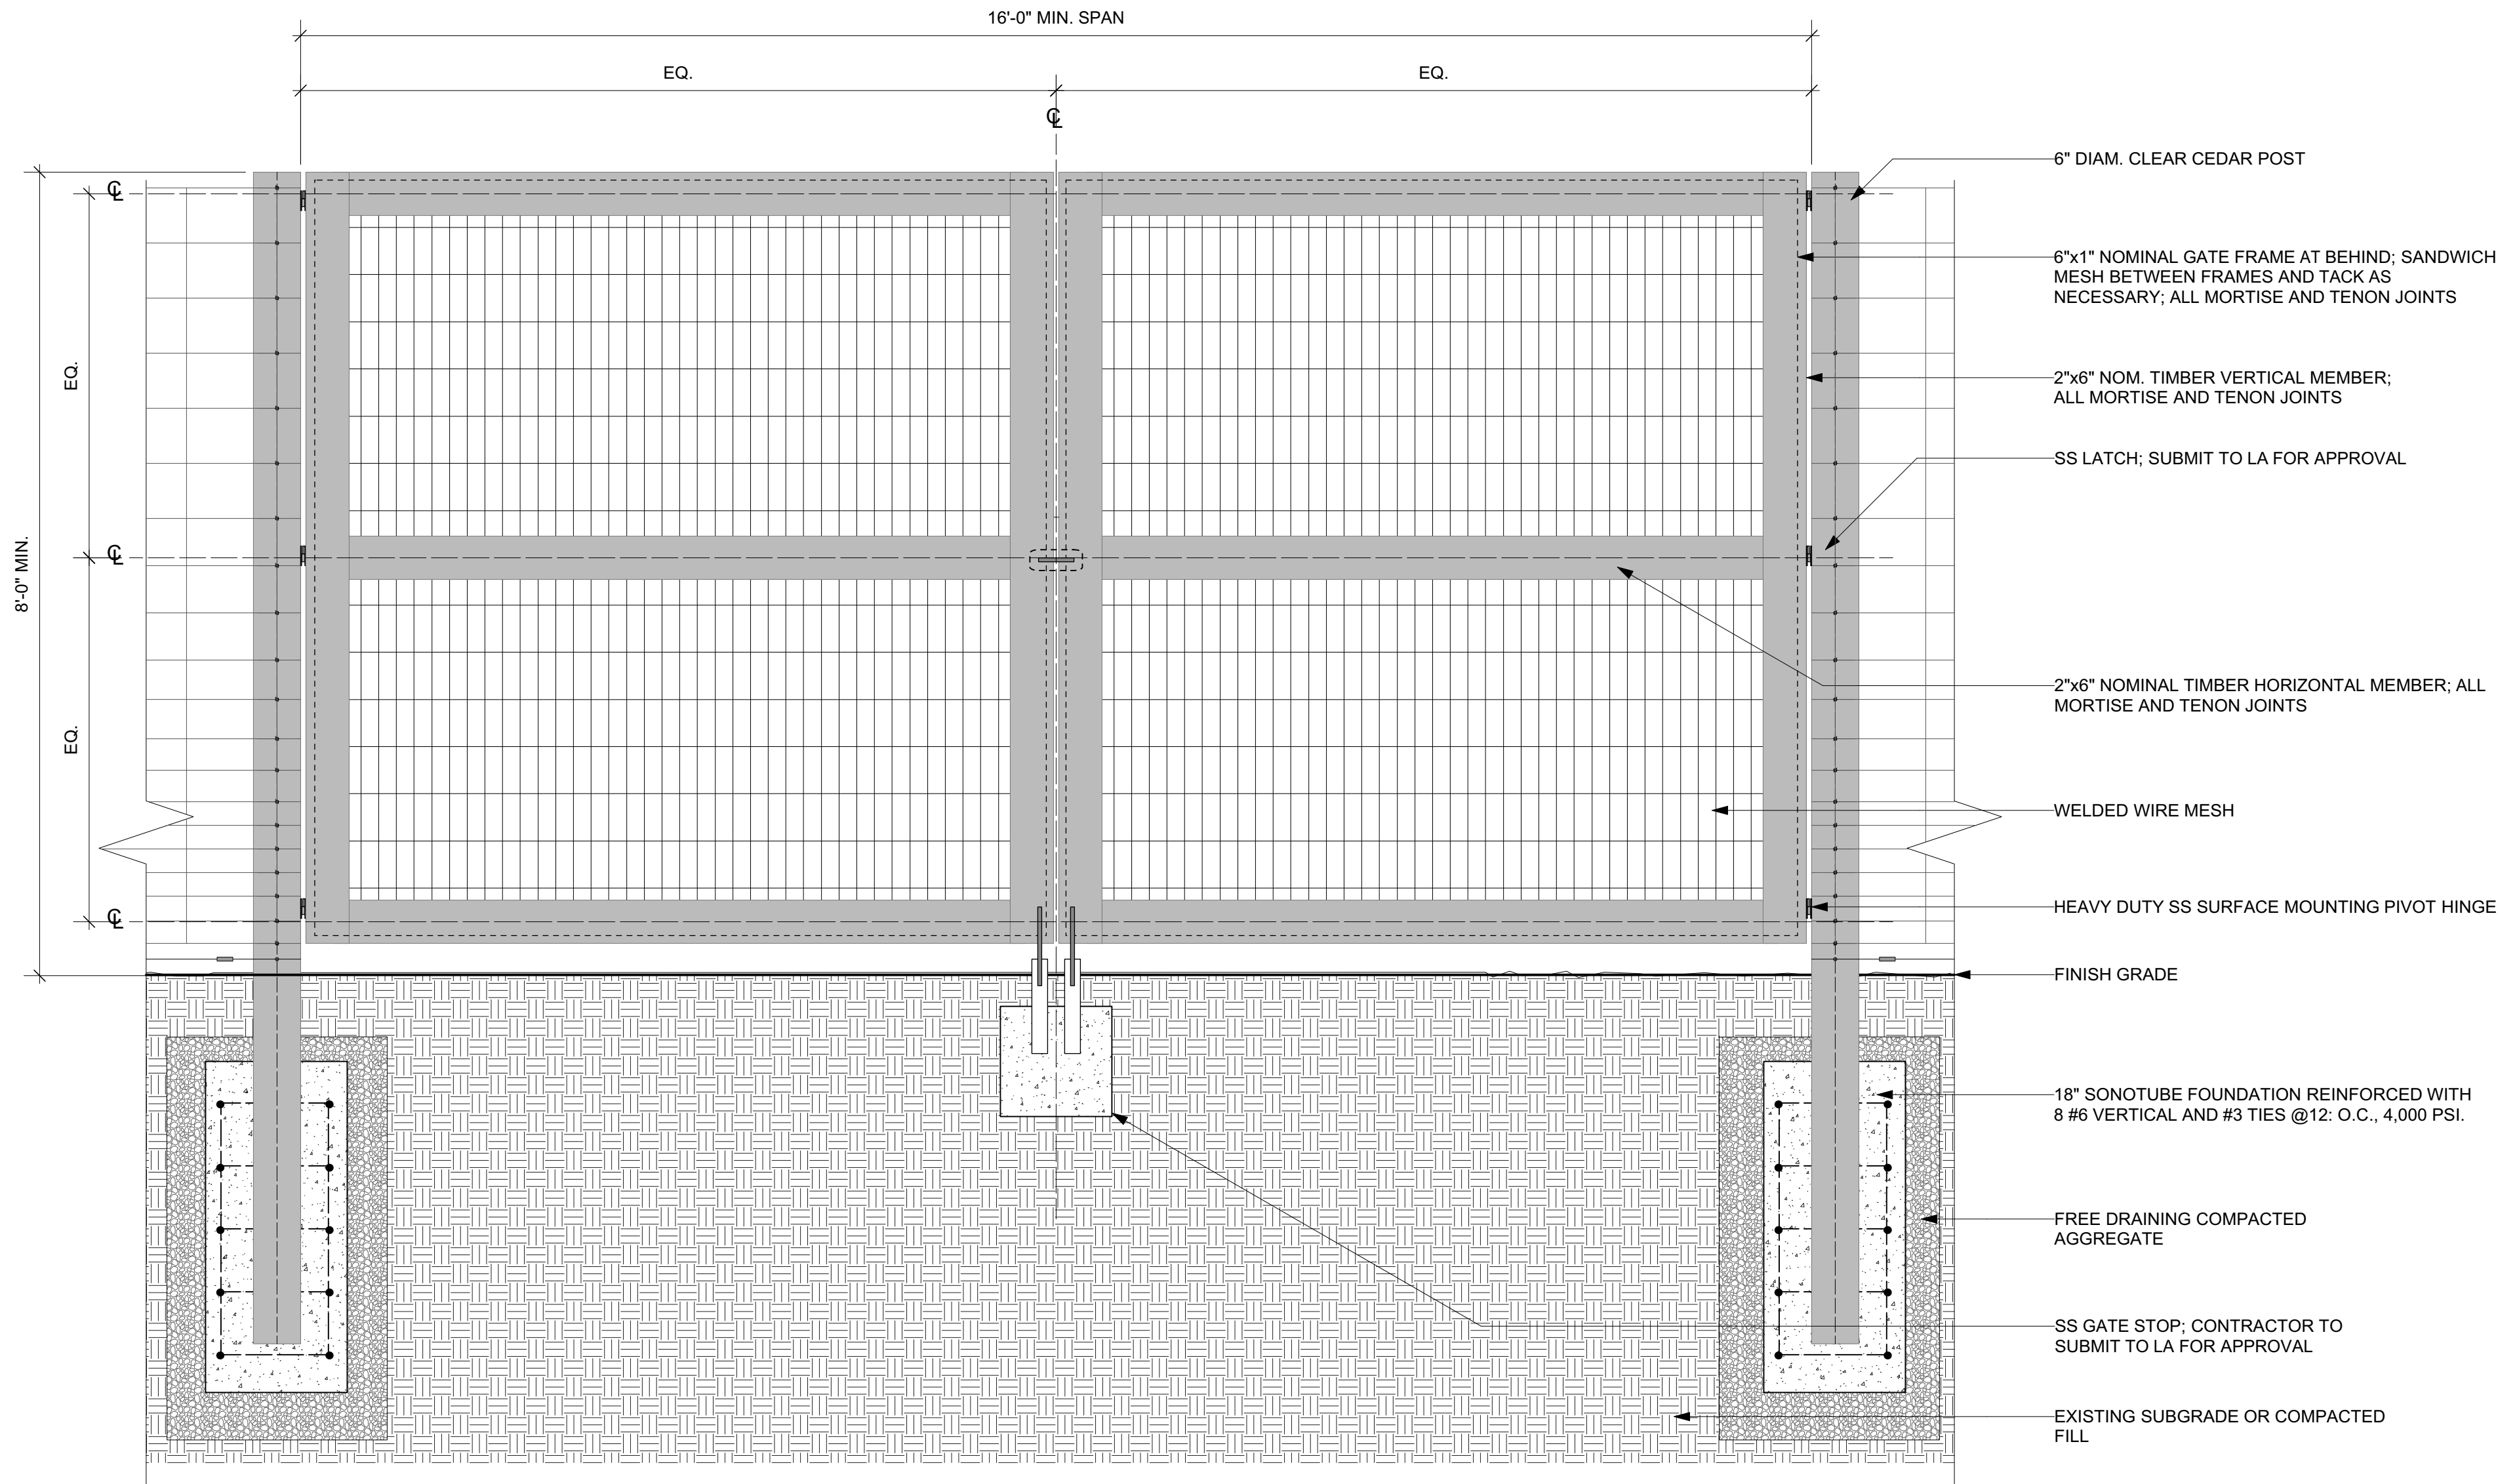 16'-0" MIN. SPAN
EQ.
EQ.
CL
8'-0" MIN.
CL
EQ.
CL
EQ.
CL
6" DIAM. CLEAR CEDAR POST
6"x1" NOMINAL GATE FRAME AT BEHIND; SANDWICH
MESH BETWEEN FRAMES AND TACK AS
NECESSARY; ALL MORTISE AND TENON JOINTS
2"x6" NOM. TIMBER VERTICAL MEMBER;
ALL MORTISE AND TENON JOINTS
SS LATCH; SUBMIT TO LA FOR APPROVAL
2"x6" NOMINAL TIMBER HORIZONTAL MEMBER; ALL
MORTISE AND TENON JOINTS
WELDED WIRE MESH
HEAVY DUTY SS SURFACE MOUNTING PIVOT HINGE
FINISH GRADE
18" SONOTUBE FOUNDATION REINFORCED WITH
8 #6 VERTICAL AND #3 TIES @12: O.C., 4,000 PSI.
FREE DRAINING COMPACTED
AGGREGATE
SS GATE STOP; CONTRACTOR TO
SUBMIT TO LA FOR APPROVAL
EXISTING SUBGRADE OR COMPACTED
FILL